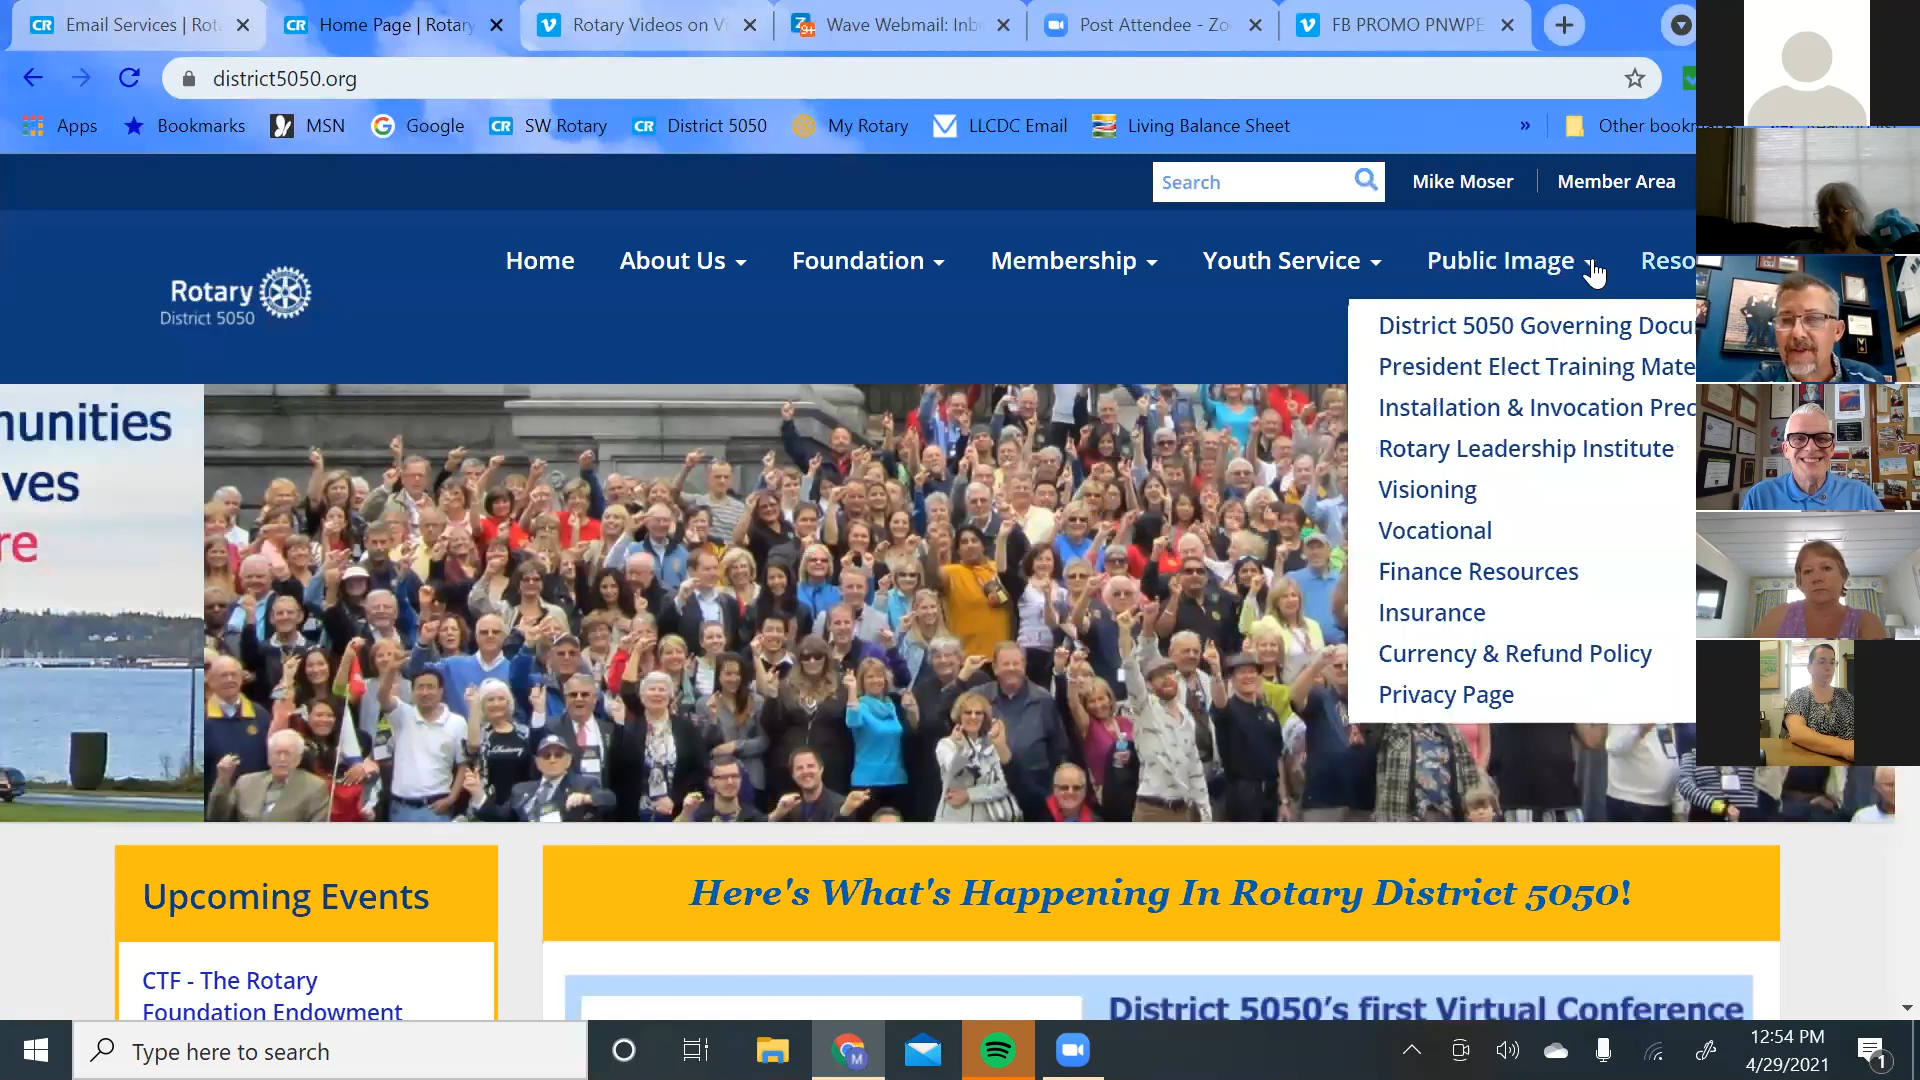 Email Services | Rota
Home Page | Rotary
Rotary Videos on Vi
Wave Webmail: Inb
Post Attendee - Zo
FB PROMO PNWPE
district5050.org
Apps
Bookmarks
MSN
Google
SW Rotary
District 5050
My Rotary
LLCDC Email
Living Balance Sheet
»
Other bookm
Search
Mike Moser
Member Area
Home
About Us
Foundation
Membership
Youth Service
Public Image
Reso
Rotary
District 5050
District 5050 Governing Docu
President Elect Training Mate
Installation & Invocation Prec
Rotary Leadership Institute
Visioning
Vocational
Finance Resources
Insurance
Currency & Refund Policy
Privacy Page
munities
ves
re
Upcoming Events
CTF - The Rotary
Foundation Endowment
Here's What's Happening In Rotary District 5050!
District 5050's first Virtual Conference
Type here to search
12:54 PM
4/29/2021
1